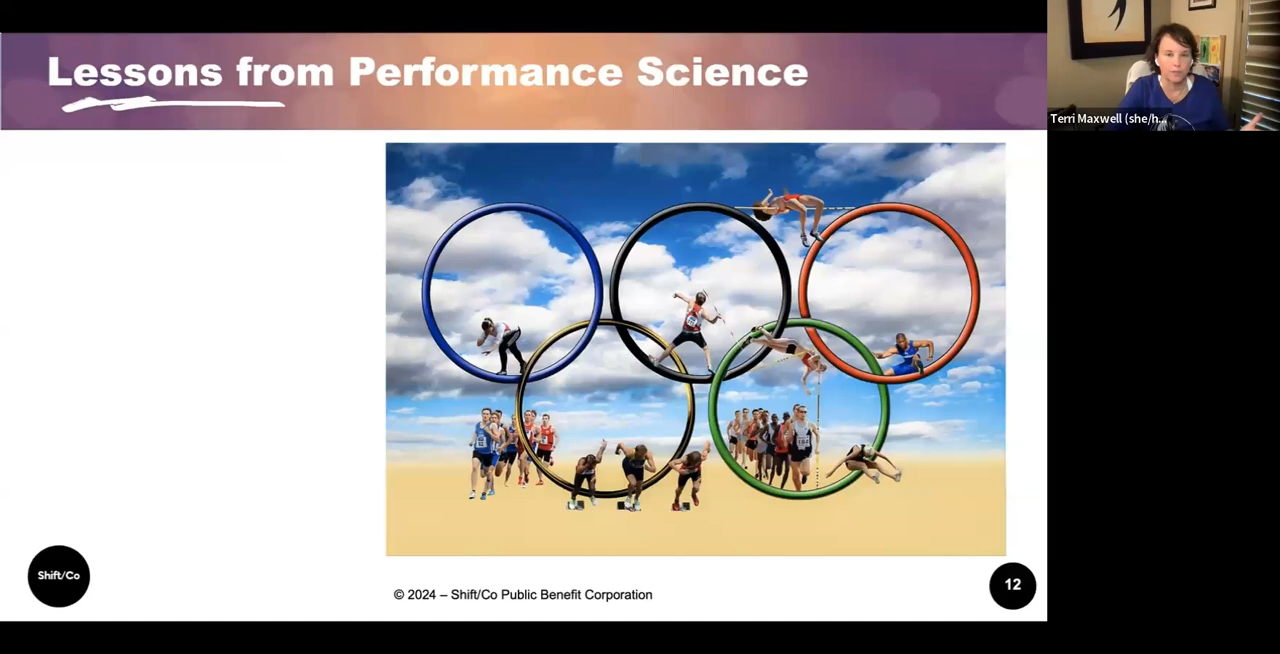 Lessons from Performance Science
Terri Maxwell (she/h...
Shift/Co
© 2024 – Shift/Co Public Benefit Corporation
12